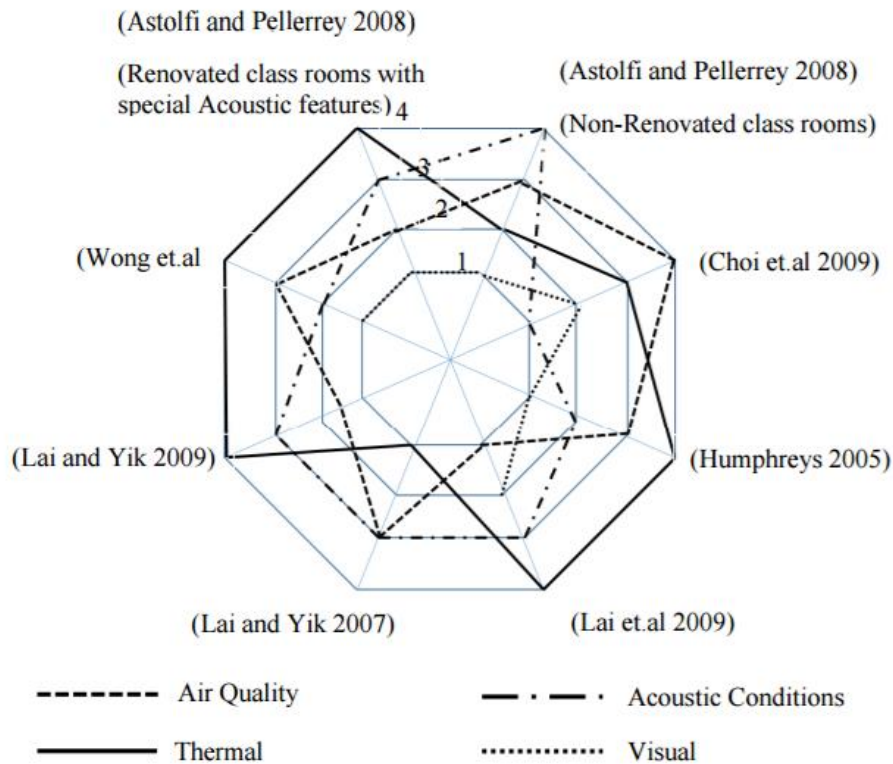 (Astolfi and Pellerrey 2008)
(Renovated class rooms with
special Acoustic features)
(Astolfi and Pellerrey 2008)
(Non-Renovated class rooms)
4
3
2
1
(Wong et.al
(Choi et.al 2009)
(Lai and Yik 2009)
(Humphreys 2005)
(Lai and Yik 2007)
(Lai et.al 2009)
Air Quality
Acoustic Conditions
Thermal
Visual